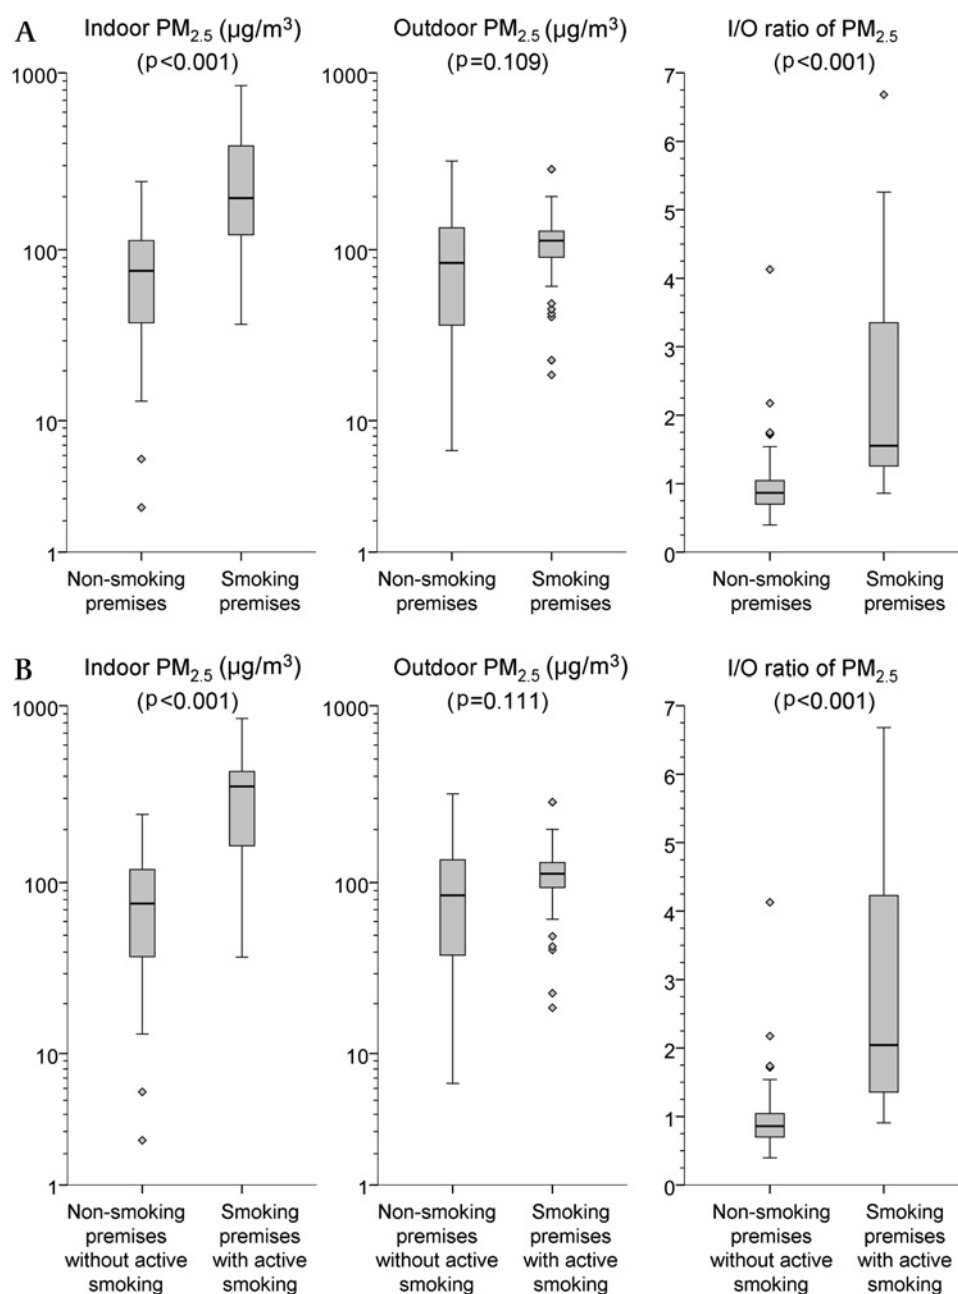 A
Indoor PM2.5 (µg/m3)
(p<0.001)
Outdoor PM2.5 (µg/m3)
(p=0.109)
I/O ratio of PM2.5
(p<0.001)
1000
100
10
1
1000
100
10
1
7
6
5
4
3
2
1
0
Non-smoking
premises
Smoking
premises
Non-smoking
premises
Smoking
premises
Non-smoking
premises
Smoking
premises
B
Indoor PM2.5 (µg/m3)
(p<0.001)
Outdoor PM2.5 (µg/m3)
(p=0.111)
I/O ratio of PM2.5
(p<0.001)
1000
100
10
1
1000
100
10
1
7
6
5
4
3
2
1
0
Non-smoking
premises
without active
smoking
Smoking
premises
with active
smoking
Non-smoking
premises
without active
smoking
Smoking
premises
with active
smoking
Non-smoking
premises
without active
smoking
Smoking
premises
with active
smoking